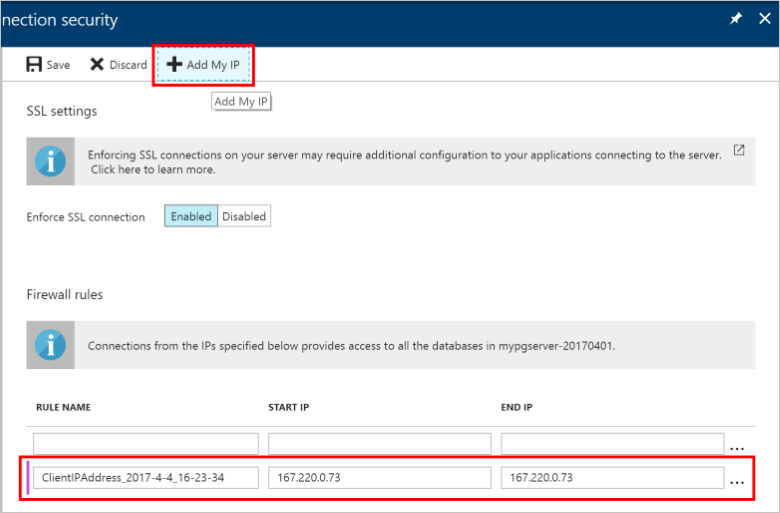 nection security
Save Discard Add My IP
Add My IP
SSL settings
Enforcing SSL connections on your server may require additional configuration to your applications connecting to the server.
Click here to learn more.
Enforce SSL connection Enabled Disabled
Firewall rules
Connections from the IPs specified below provides access to all the databases in mypgserver-20170401.
RULE NAME START IP END IP
...
ClientIPAddress_2017-4-4_16-23-34 167.220.0.73 167.220.0.73 ...